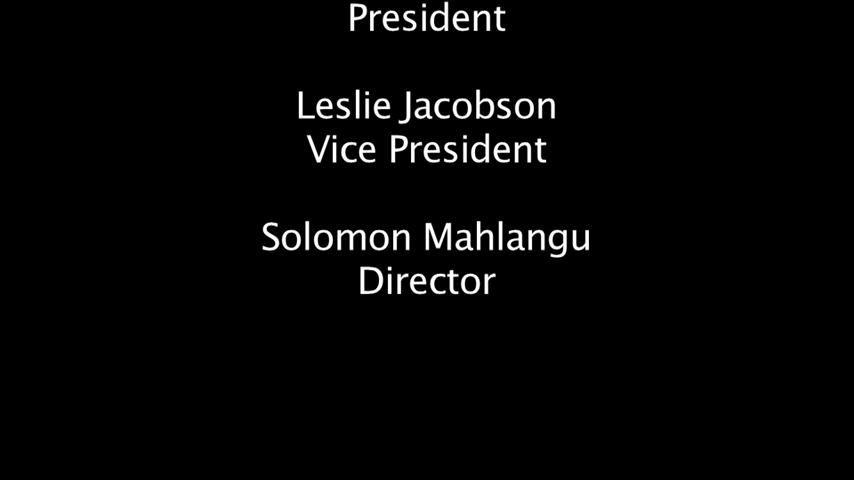 President
Leslie Jacobson
Vice President
Solomon Mahlangu
Director